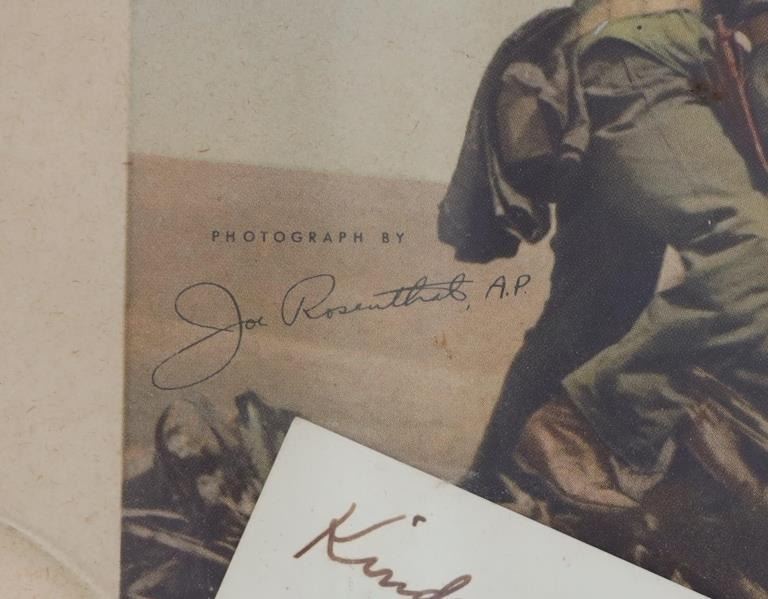 PHOTOGRAPH BY
Joe Rosenthal, A.P.
Kind